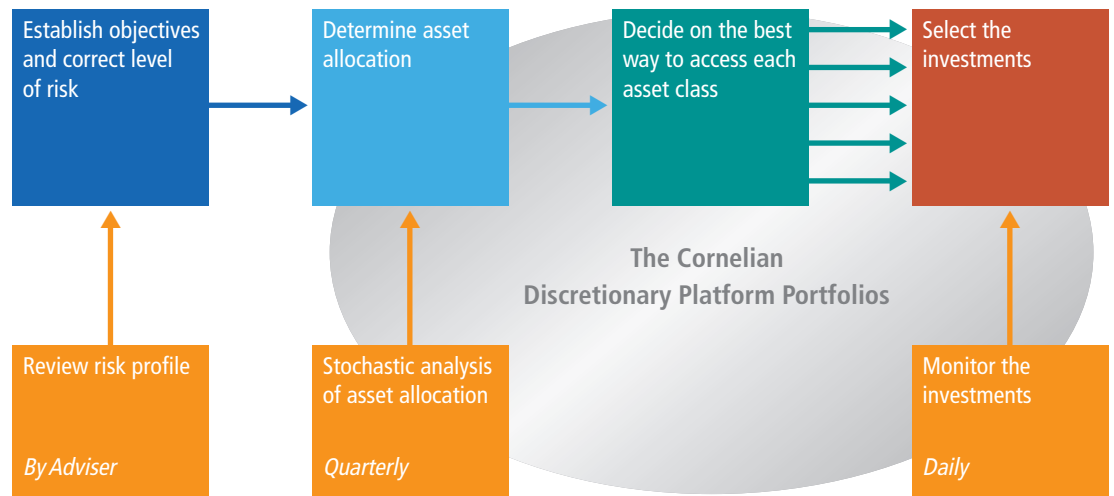 Establish objectives
and correct level
of risk
Determine asset
allocation
Decide on the best
way to access each
asset class
Select the
investments
The Cornelian
Discretionary Platform Portfolios
Review risk profile
By Adviser
Stochastic analysis
of asset allocation
Quarterly
Monitor the
investments
Daily